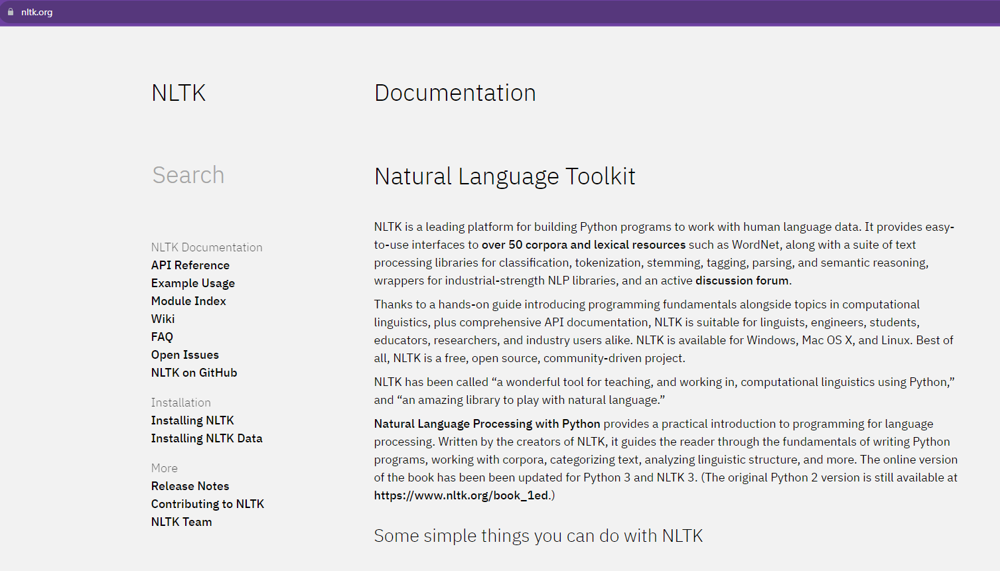 nltk.org
NLTK
Documentation
Search
NLTK Documentation
API Reference
Example Usage
Module Index
Wiki
FAQ
Open Issues
NLTK on GitHub
Installation
Installing NLTK
Installing NLTK Data
More
Release Notes
Contributing to NLTK
NLTK Team
Natural Language Toolkit
NLTK is a leading platform for building Python programs to work with human language data. It provides easy-
to-use interfaces to over 50 corpora and lexical resources such as WordNet, along with a suite of text
processing libraries for classification, tokenization, stemming, tagging, parsing, and semantic reasoning,
wrappers for industrial-strength NLP libraries, and an active discussion forum.
Thanks to a hands-on guide introducing programming fundamentals alongside topics in computational
linguistics, plus comprehensive API documentation, NLTK is suitable for linguists, engineers, students,
educators, researchers, and industry users alike. NLTK is available for Windows, Mac OS X, and Linux. Best of
all, NLTK is a free, open source, community-driven project.
NLTK has been called “a wonderful tool for teaching, and working in, computational linguistics using Python,”
and “an amazing library to play with natural language.”
Natural Language Processing with Python provides a practical introduction to programming for language
processing. Written by the creators of NLTK, it guides the reader through the fundamentals of writing Python
programs, working with corpora, categorizing text, analyzing linguistic structure, and more. The online version
of the book has been been updated for Python 3 and NLTK 3. (The original Python 2 version is still available at
https://www.nltk.org/book_1ed.)
Some simple things you can do with NLTK